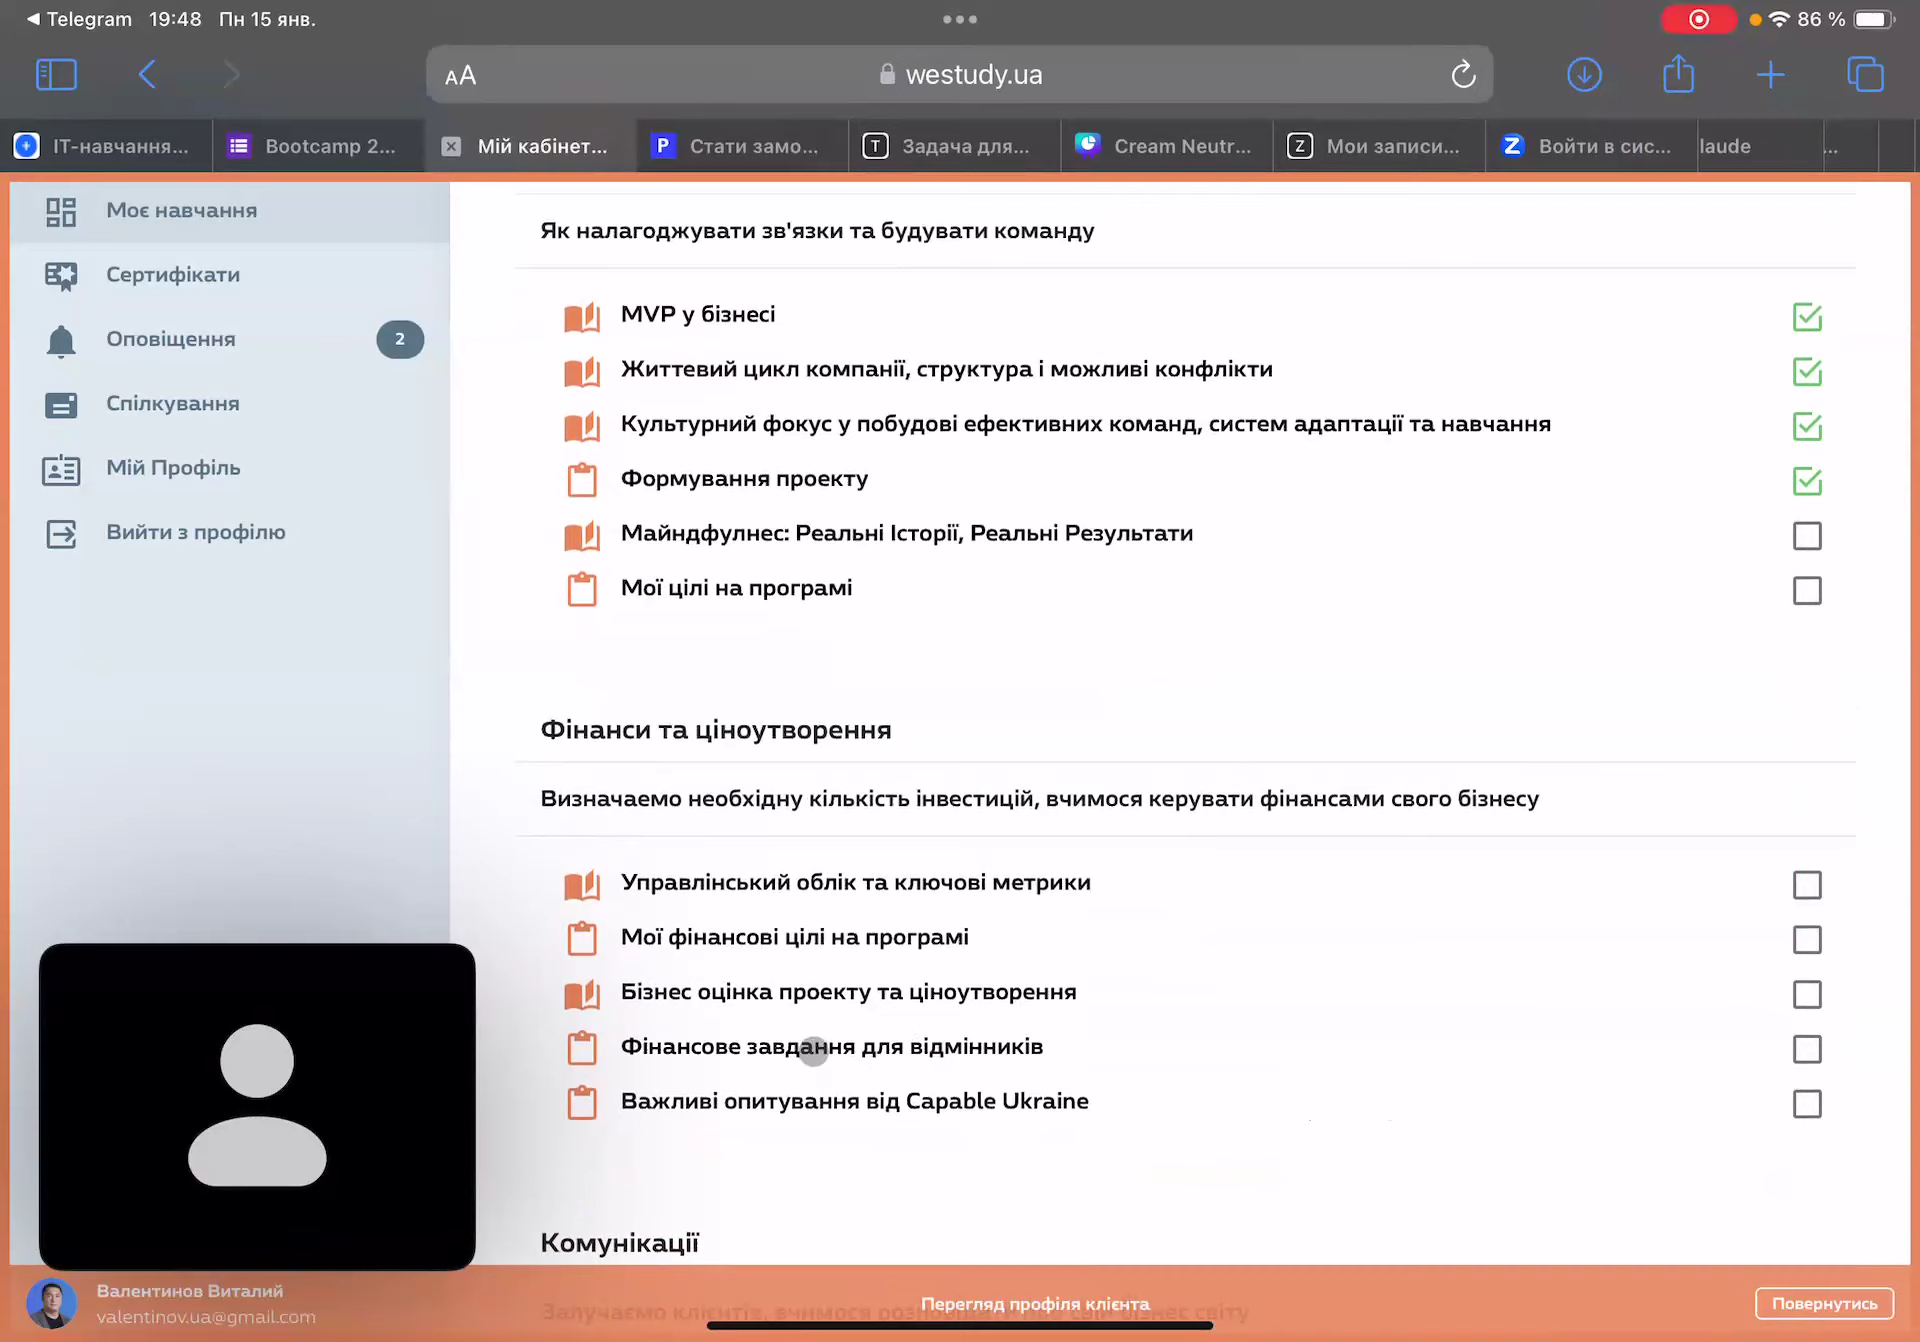 Telegram 19:48 Пн 15 янв.
86 %
AA westudy.ua
IT-навчання... Bootcamp 2... Мій кабінет... P Стати замо... T Задача для... Cream Neutr... Z Мои записи... Z Войти в сис... laude ...
Моє навчання
Сертифікати
Оповіщення 2
Спілкування
Мій Профіль
Вийти з профілю
Як налагоджувати зв'язки та будувати команду
MVP у бізнесі
Життевий цикл компанії, структура і можливі конфлікти
Культурний фокус у побудові ефективних команд, систем адаптації та навчання
Формування проекту
Майндфулнес: Реальні Історії, Реальні Результати
Мої цілі на програмі
Фінанси та ціноутворення
Визначаемо необхідну кількість інвестицій, вчимося керувати фінансами свого бізнесу
Управлінський облік та ключові метрики
Мої фінансові цілі на програмі
Бізнес оцінка проекту та ціноутворення
Фінансове завдання для відмінників
Важливі опитування від Capable Ukraine
Комунікації
Залучаємо клієнтів, вчимося бізнес світу
Валентинов Виталий
valentinov.ua@gmail.com
Перегляд профіля клієнта
Повернутись